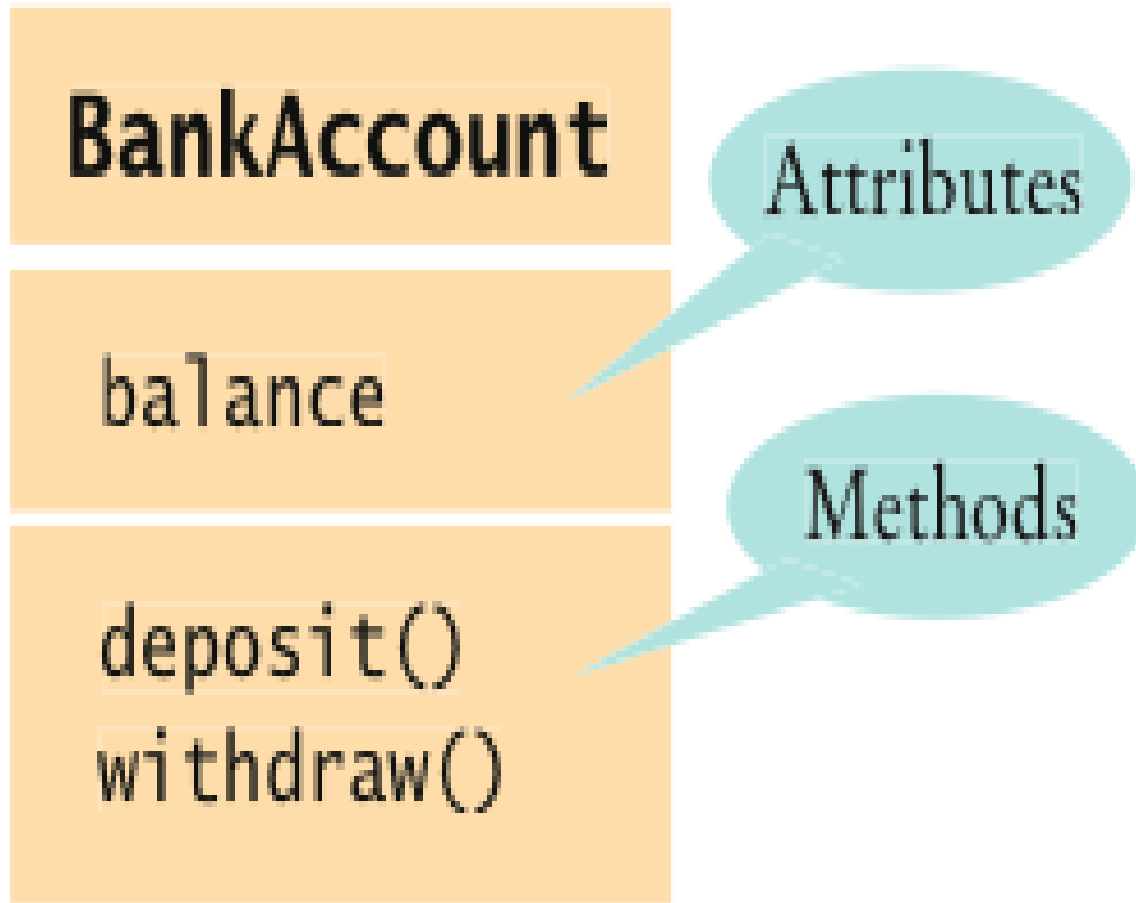 BankAccount
Attributes
balance
Methods
deposit()
withdraw()